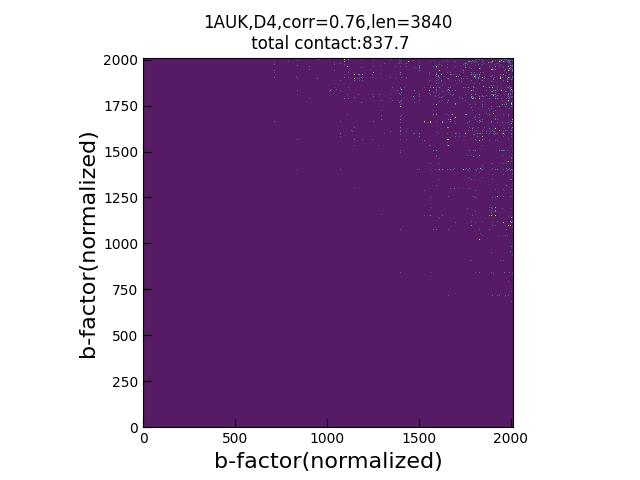 1AUK,D4,corr=0.76,len=3840
total contact:837.7
2000
1750
1500
1250
1000
750
500
250
0
b-factor(normalized)
0 500 1000 1500 2000
b-factor(normalized)